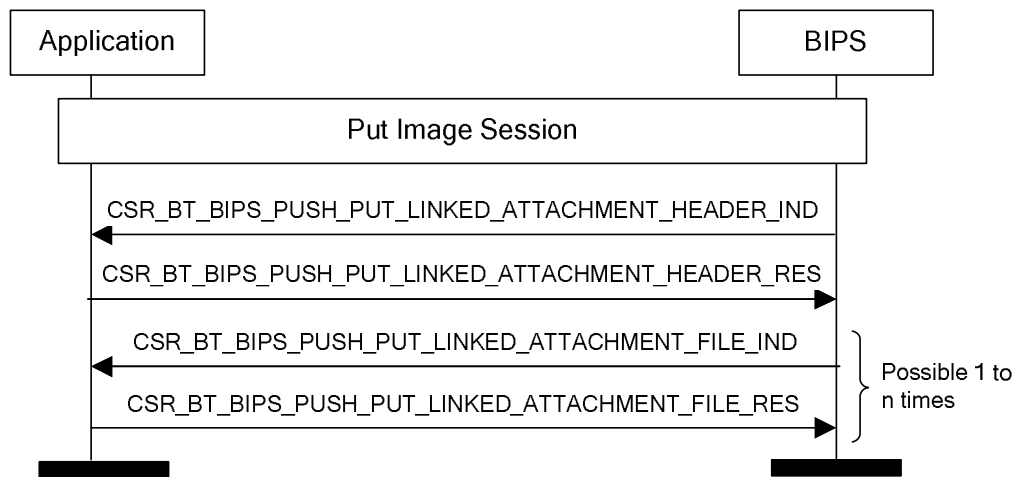 Application
BIPS
Put Image Session
CSR_BT_BIPS_PUSH_PUT_LINKED_ATTACHMENT_HEADER_IND
CSR_BT_BIPS_PUSH_PUT_LINKED_ATTACHMENT_HEADER_RES
CSR_BT_BIPS_PUSH_PUT_LINKED_ATTACHMENT_FILE_IND
CSR_BT_BIPS_PUSH_PUT_LINKED_ATTACHMENT_FILE_RES
Possible 1 to
n times